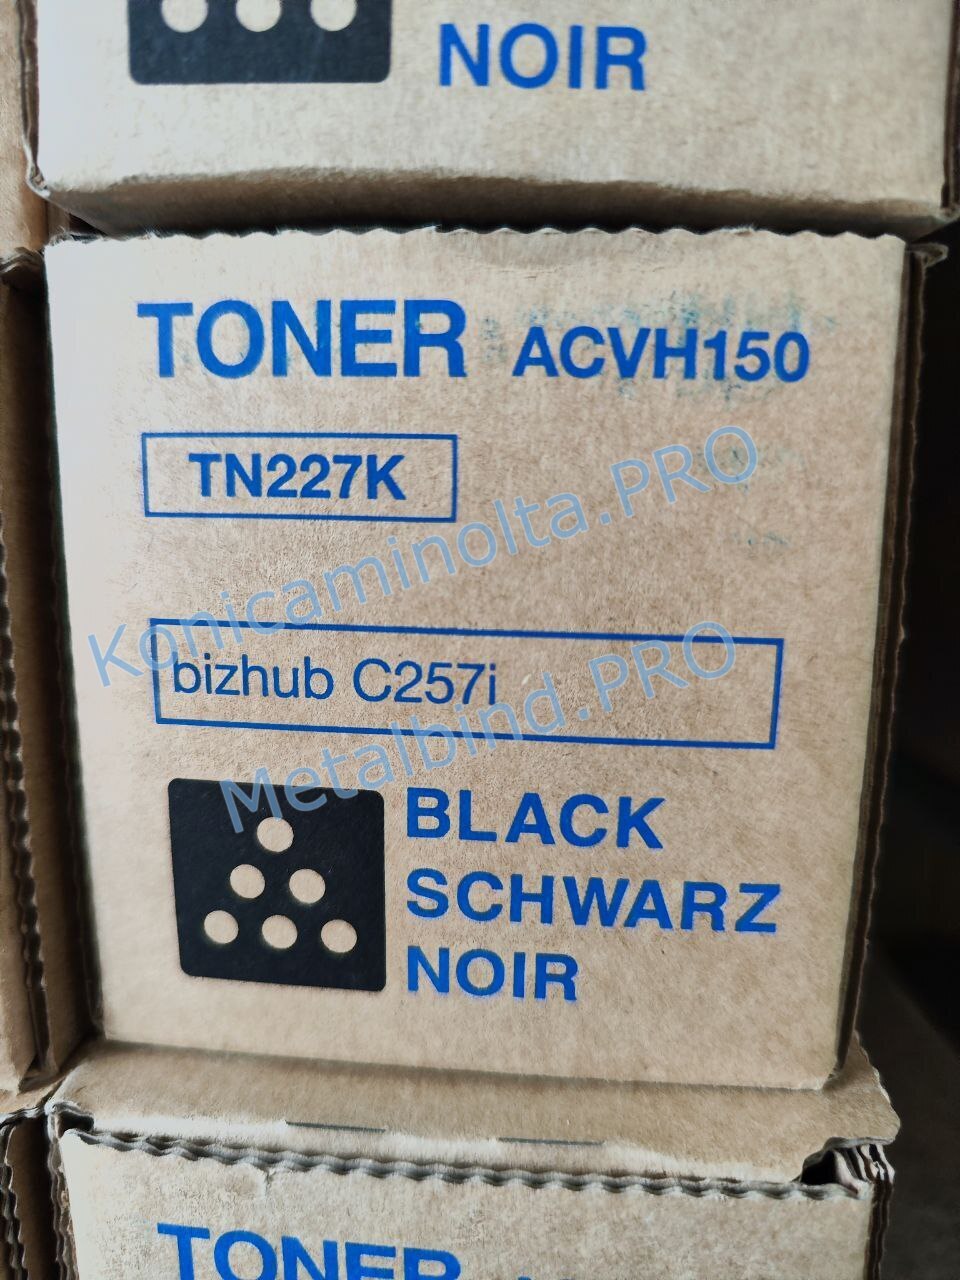 NOIR
TONER ACVH150
TN227K
Konicaminolta.PRO
bizhub C257i
Metalbind.PRO
BLACK
SCHWARZ
NOIR
TONER